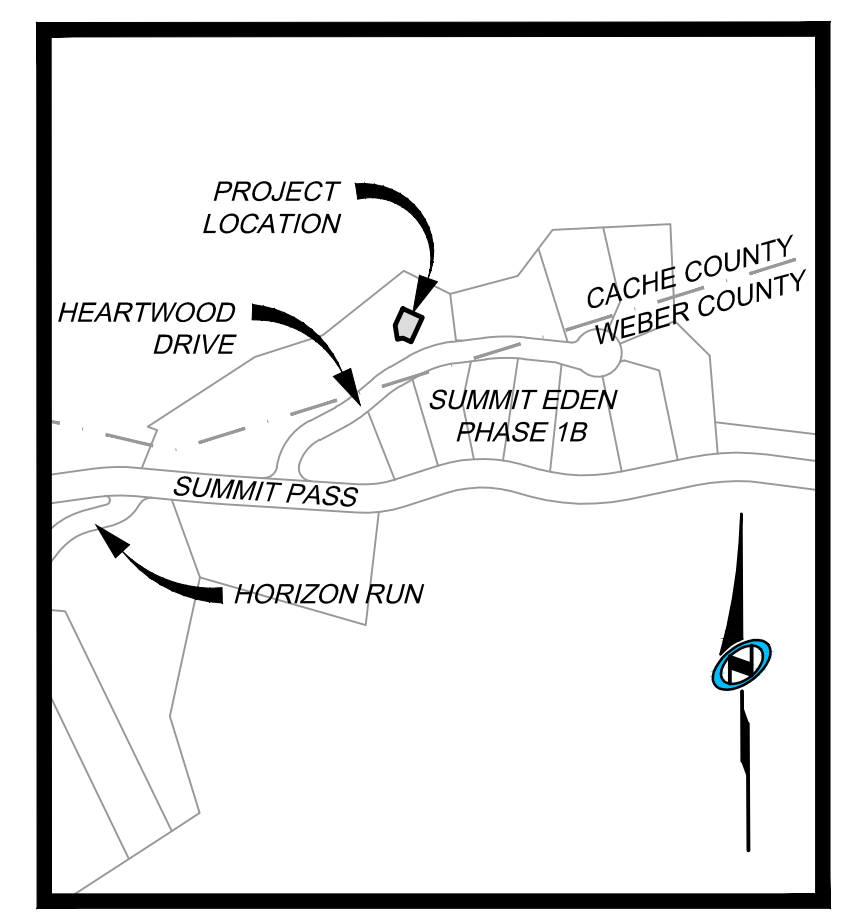 PROJECT
LOCATION
HEARTWOOD
DRIVE
CACHE COUNTY
WEBER COUNTY
SUMMIT EDEN
PHASE 1B
SUMMIT PASS
HORIZON RUN
N